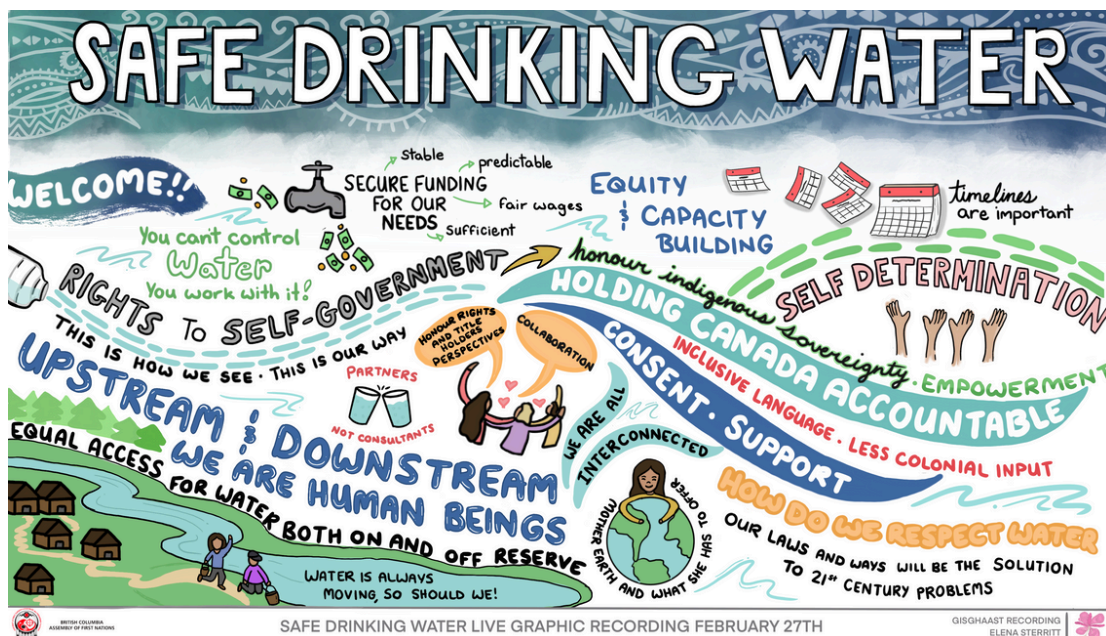 SAFE DRINKING WATER
WELCOME!!
stable
predictable
SECURE FUNDING
FOR OUR
NEEDS
fair wages
Sufficient
EQUITY
& CAPACITY
BUILDING
timelines
are important
You can't control
Water
You work with it!
RIGHTS TO SELF-GOVERNMENT
THIS IS HOW WE SEE · THIS IS OUR WAY
honour indigenous sovereignty · EMPOWERMENT
SELF DETERMINATION
HOLDING CANADA ACCOUNTABLE
INCLUSIVE LANGUAGE · LESS COLONIAL INPUT
CONSENT · SUPPORT
HONOUR RIGHTS
AND TITLE
HOLDERS
PERSPECTIVES
COLLABORATION
PARTNERS
NOT CONSULTANTS
UPSTREAM & DOWNSTREAM
WE ARE HUMAN BEINGS
EQUAL ACCESS FOR WATER BOTH ON AND OFF RESERVE
WATER IS ALWAYS
MOVING, SO SHOULD WE!
WE ARE ALL
INTERCONNECTED
MOTHER EARTH AND WHAT SHE HAS TO OFFER
HOW DO WE RESPECT WATER
OUR LAWS AND WAYS WILL BE THE SOLUTION
TO 21st CENTURY PROBLEMS
BRITISH COLUMBIA
ASSEMBLY OF FIRST NATIONS
SAFE DRINKING WATER LIVE GRAPHIC RECORDING FEBRUARY 27TH
GISGHAAST RECORDING
ELENA STERRITT